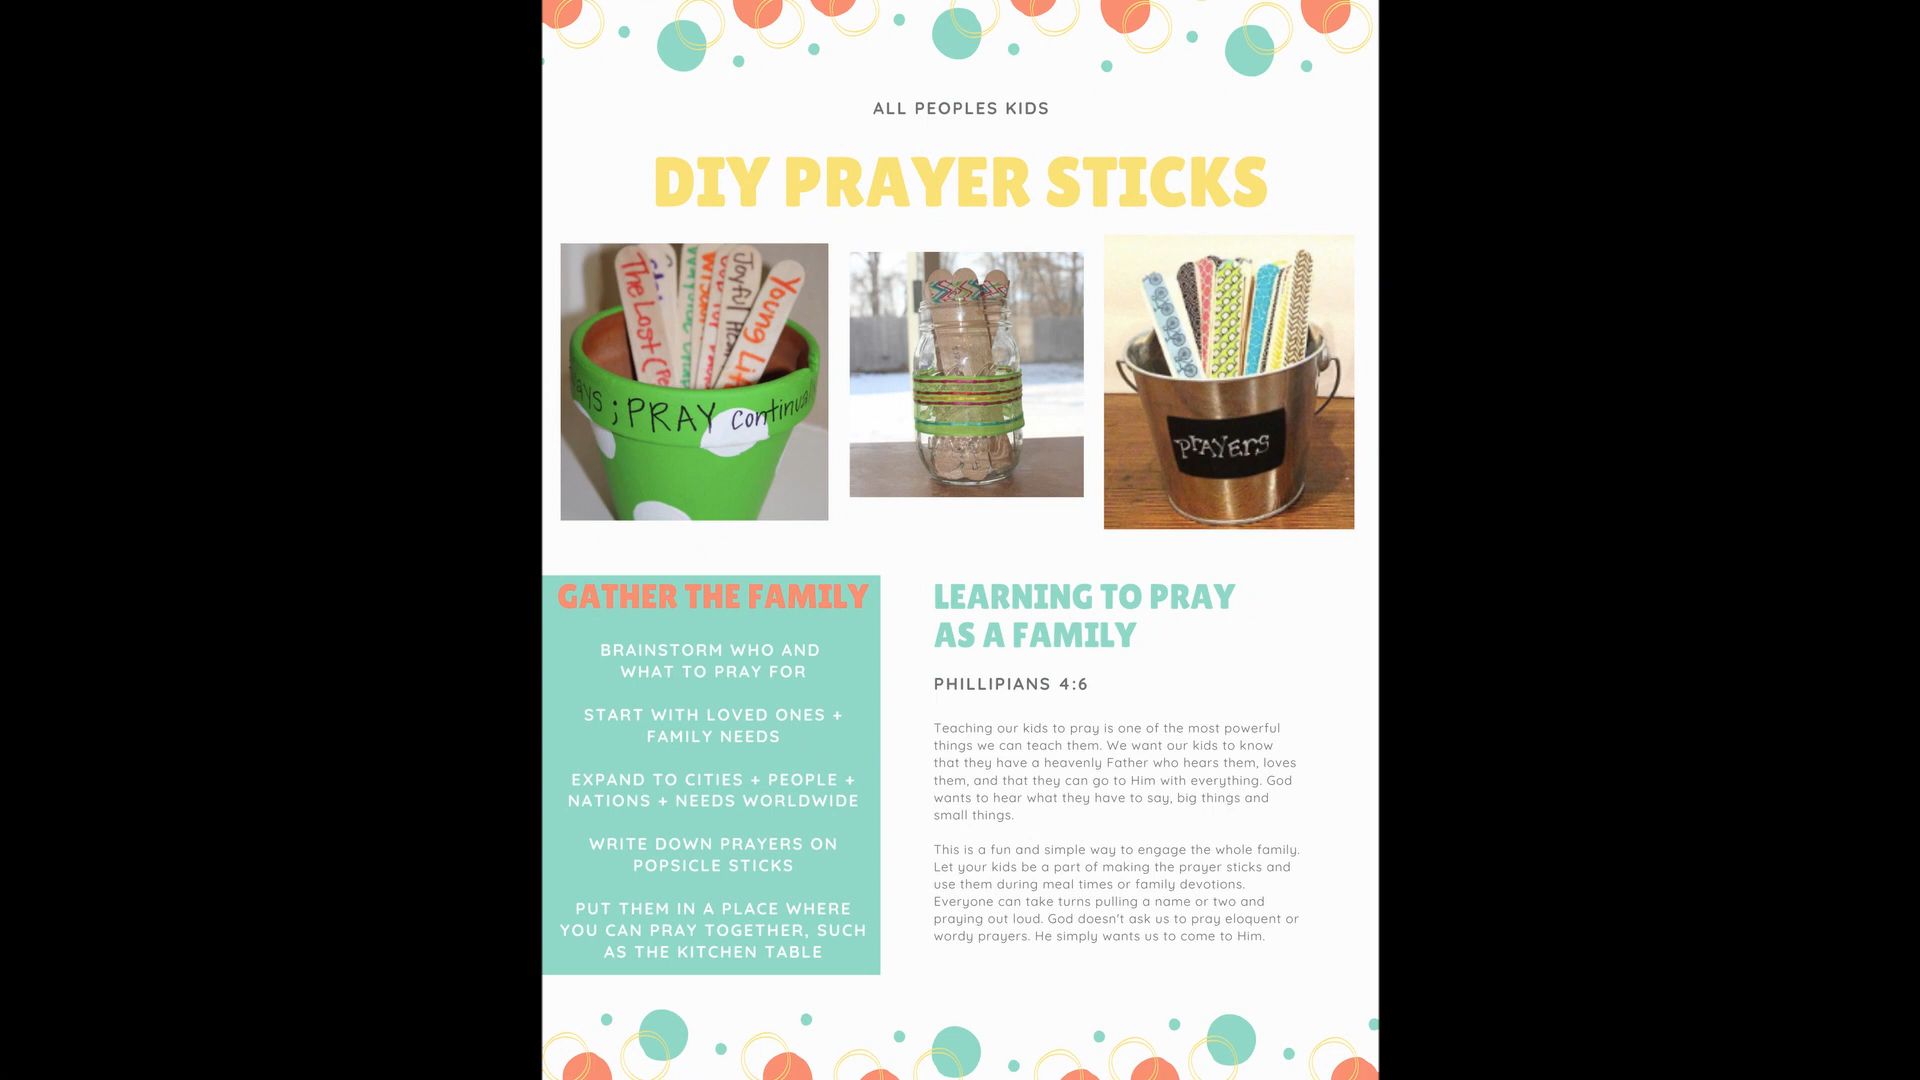 ALL PEOPLES KIDS
DIY PRAYER STICKS
The Lost
Joyful
Young
; PRAY
PRAYERS
GATHER THE FAMILY
BRAINSTORM WHO AND
WHAT TO PRAY FOR
START WITH LOVED ONES +
FAMILY NEEDS
EXPAND TO CITIES + PEOPLE +
NATIONS + NEEDS WORLDWIDE
WRITE DOWN PRAYERS ON
POPSICLE STICKS
PUT THEM IN A PLACE WHERE
YOU CAN PRAY TOGETHER, SUCH
AS THE KITCHEN TABLE
LEARNING TO PRAY
AS A FAMILY
PHILLIPIANS 4:6
Teaching our kids to pray is one of the most powerful
things we can teach them. We want our kids to know
that they have a heavenly Father who hears them, loves
them, and that they can go to Him with everything. God
wants to hear what they have to say, big things and
small things.
This is a fun and simple way to engage the whole family.
Let your kids be a part of making the prayer sticks and
use them during meal times or family devotions.
Everyone can take turns pulling a name or two and
praying out loud. God doesn't ask us to pray eloquent or
wordy prayers. He simply wants us to come to Him.